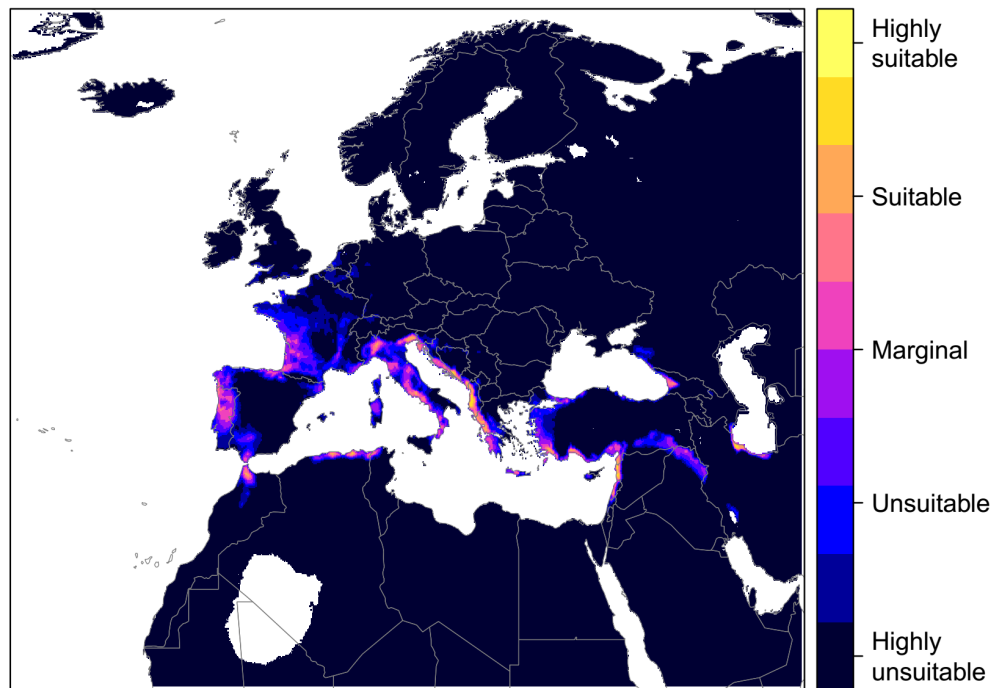 Highly
suitable
Suitable
Marginal
Unsuitable
Highly
unsuitable